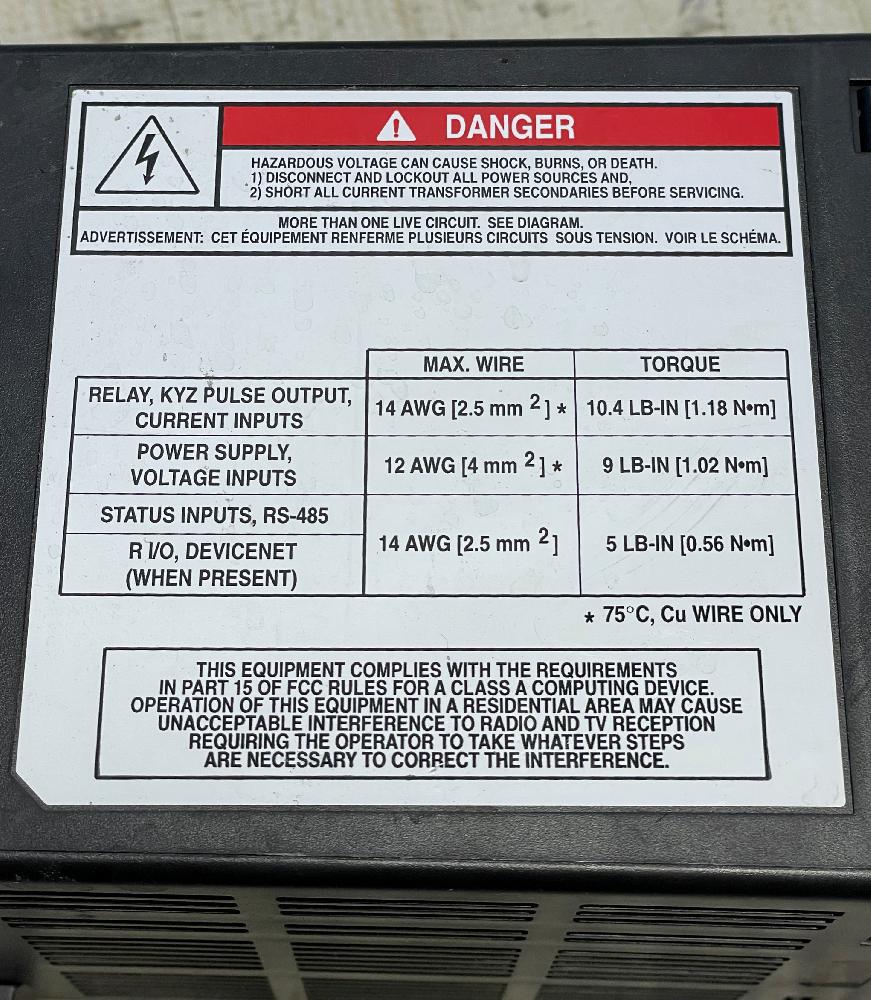 DANGER
HAZARDOUS VOLTAGE CAN CAUSE SHOCK, BURNS, OR DEATH.
1) DISCONNECT AND LOCKOUT ALL POWER SOURCES AND,
2) SHORT ALL CURRENT TRANSFORMER SECONDARIES BEFORE SERVICING.
MORE THAN ONE LIVE CIRCUIT. SEE DIAGRAM.
ADVERTISSEMENT: CET ÉQUIPEMENT RENFERME PLUSIEURS CIRCUITS SOUS TENSION. VOIR LE SCHÉMA.
MAX. WIRE TORQUE
RELAY, KYZ PULSE OUTPUT,
CURRENT INPUTS
14 AWG [2.5 mm 2] * 10.4 LB-IN [1.18 N•m]
POWER SUPPLY,
VOLTAGE INPUTS
12 AWG [4 mm 2] * 9 LB-IN [1.02 N•m]
STATUS INPUTS, RS-485
R I/O, DEVICENET
(WHEN PRESENT)
14 AWG [2.5 mm 2] 5 LB-IN [0.56 N•m]
* 75°C, Cu WIRE ONLY
THIS EQUIPMENT COMPLIES WITH THE REQUIREMENTS
IN PART 15 OF FCC RULES FOR A CLASS A COMPUTING DEVICE.
OPERATION OF THIS EQUIPMENT IN A RESIDENTIAL AREA MAY CAUSE
UNACCEPTABLE INTERFERENCE TO RADIO AND TV RECEPTION
REQUIRING THE OPERATOR TO TAKE WHATEVER STEPS
ARE NECESSARY TO CORRECT THE INTERFERENCE.